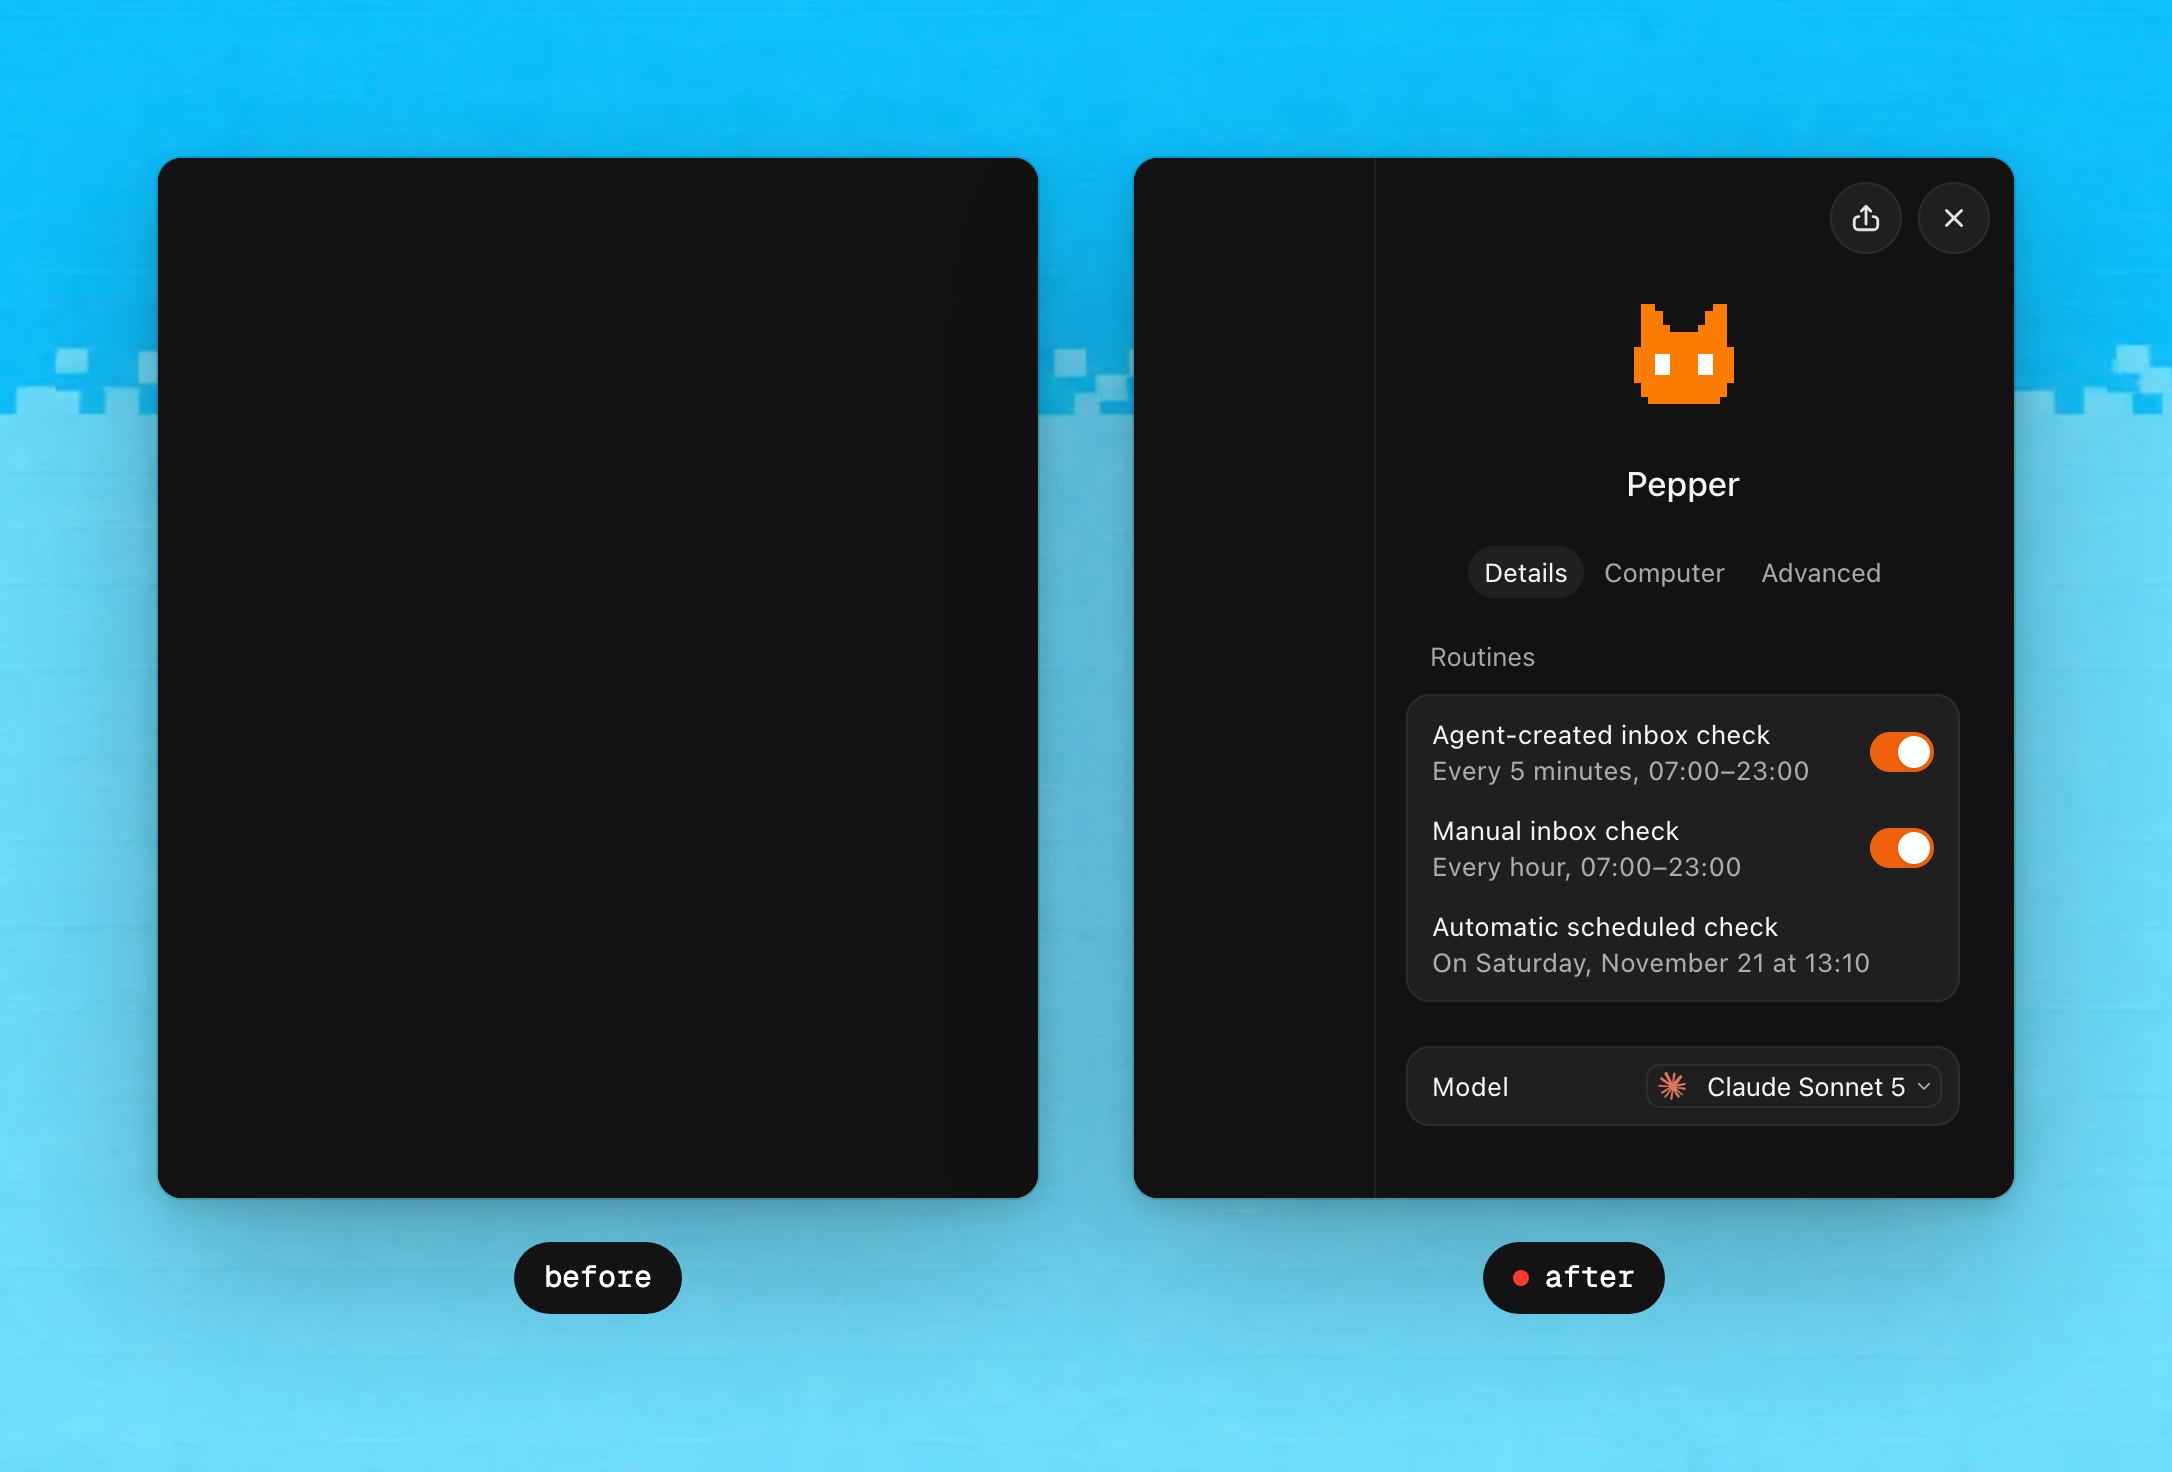 Pepper
Details Computer Advanced
Routines
Agent-created inbox check
Every 5 minutes, 07:00–23:00
Manual inbox check
Every hour, 07:00–23:00
Automatic scheduled check
On Saturday, November 21 at 13:10
Model Claude Sonnet 5
before
after